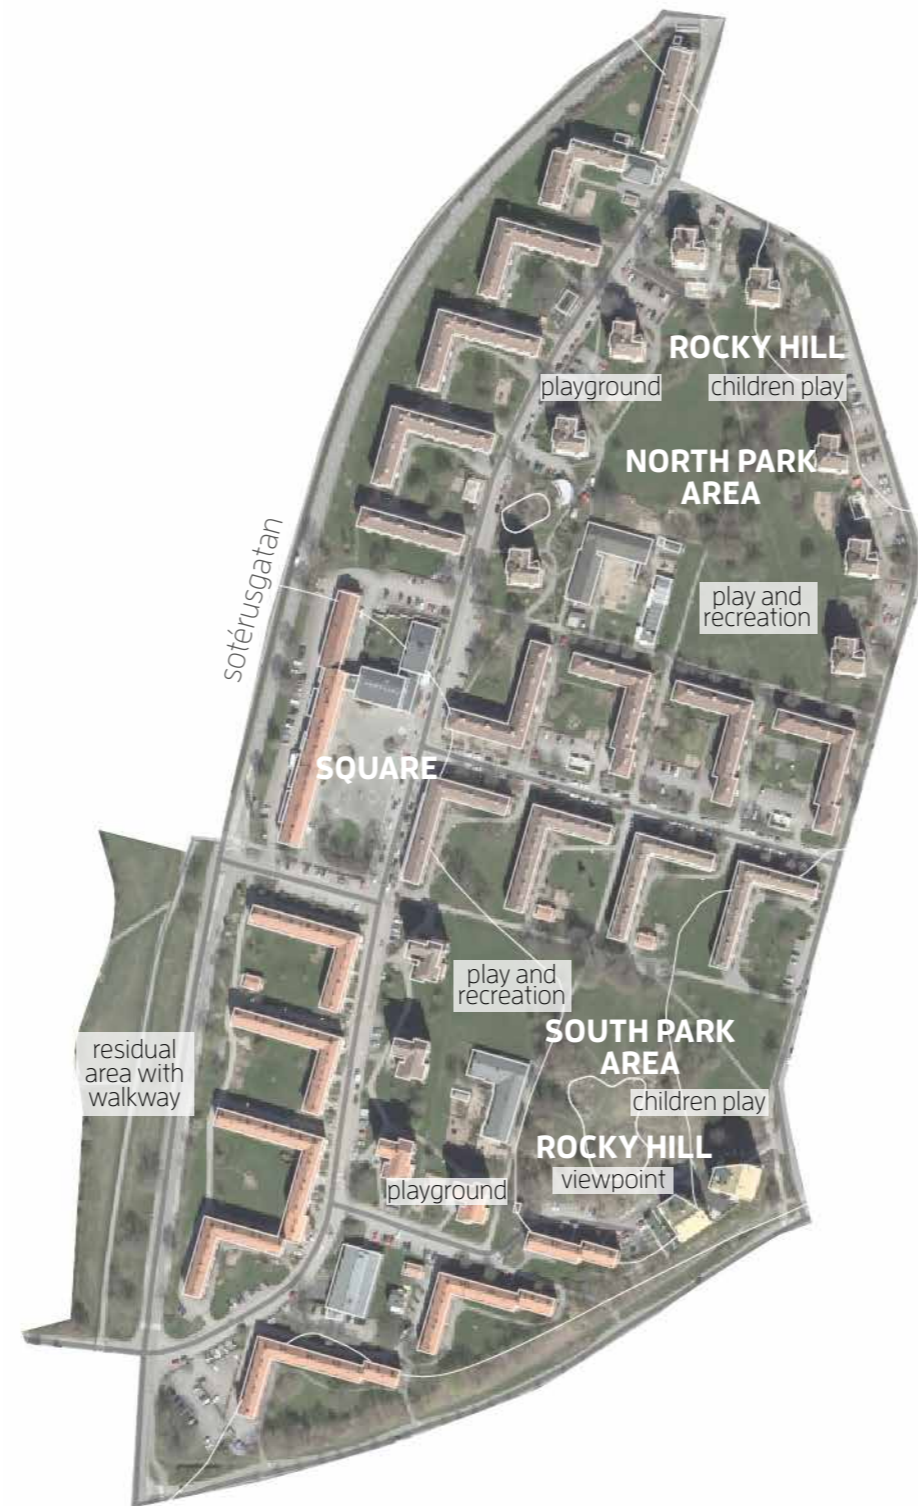 ROCKY HILL
playground
children play
NORTH PARK
AREA
sotérusgatan
play and
recreation
SQUARE
play and
recreation
SOUTH PARK
AREA
residual
area with
walkway
children play
ROCKY HILL
viewpoint
playground